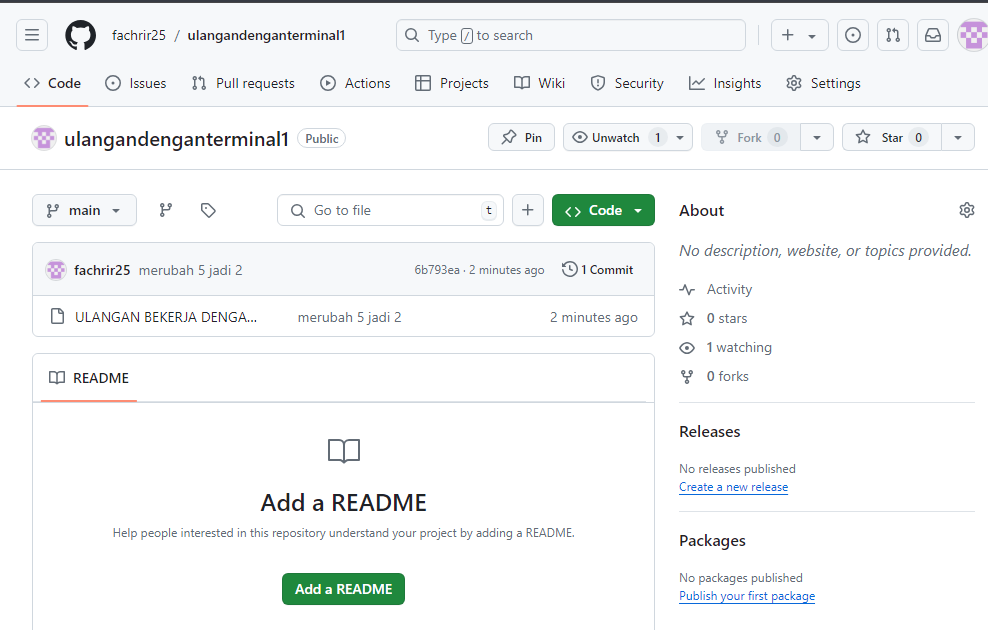 fachrir25 / ulangandenganterminal1
Type / to search
Code
Issues
Pull requests
Actions
Projects
Wiki
Security
Insights
Settings
ulangandenganterminal1
Public
Pin
Unwatch 1
Fork 0
Star 0
main
Go to file t
Code
fachrir25 merubah 5 jadi 2 6b793ea · 2 minutes ago 1 Commit
ULANGAN BEKERJA DENGA... merubah 5 jadi 2 2 minutes ago
README
Add a README
Help people interested in this repository understand your project by adding a README.
Add a README
About
No description, website, or topics provided.
Activity
0 stars
1 watching
0 forks
Releases
No releases published
Create a new release
Packages
No packages published
Publish your first package